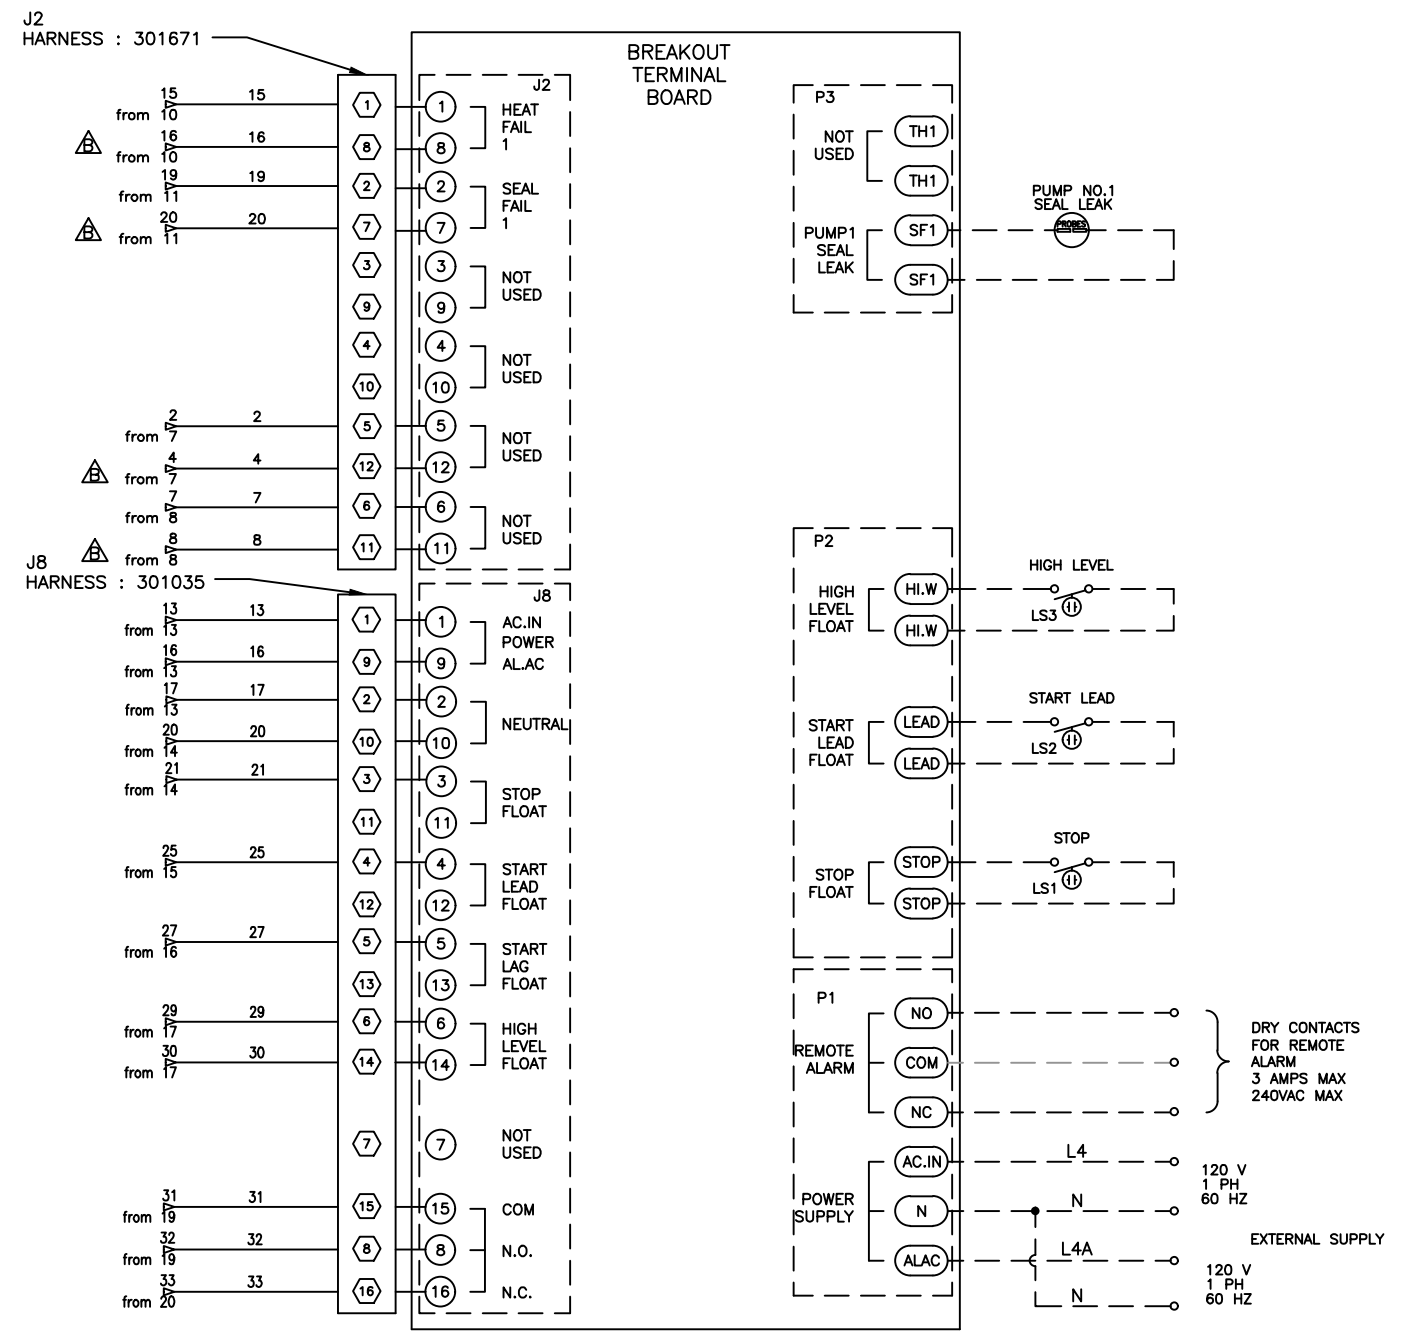 J2
HARNESS : 301671
BREAKOUT
TERMINAL
BOARD
15
from 10
15
1
1
B
16
from 10
16
8
8
HEAT
FAIL
1
19
from 11
19
2
2
B
20
from 11
20
7
7
SEAL
FAIL
1
3
3
9
9
NOT
USED
4
4
10
10
NOT
USED
2
from 7
2
5
5
B
4
from 7
4
12
12
NOT
USED
7
from 8
7
6
6
B
8
from 8
8
11
11
NOT
USED
J2
J8
HARNESS : 301035
J8
13
from 13
13
1
1
AC.IN
POWER
16
from 13
16
9
9
AL.AC
17
from 13
17
2
2
20
from 14
20
10
10
NEUTRAL
21
from 14
21
3
3
11
11
STOP
FLOAT
25
from 15
25
4
4
12
12
START
LEAD
FLOAT
27
from 16
27
5
5
13
13
START
LAG
FLOAT
29
from 17
29
6
6
30
from 17
30
14
14
HIGH
LEVEL
FLOAT
7
7
NOT
USED
31
from 19
31
15
15
COM
32
from 19
32
8
8
N.O.
33
from 20
33
16
16
N.C.
P3
NOT
USED
TH1
TH1
PUMP1
SEAL
LEAK
SF1
SF1
PUMP NO.1
SEAL LEAK
PROBES
P2
HIGH
LEVEL
FLOAT
HI.W
HI.W
HIGH LEVEL
LS3
START
LEAD
FLOAT
LEAD
LEAD
START LEAD
LS2
STOP
FLOAT
STOP
STOP
STOP
LS1
P1
REMOTE
ALARM
NO
COM
NC
DRY CONTACTS
FOR REMOTE
ALARM
3 AMPS MAX
240VAC MAX
POWER
SUPPLY
AC.IN
N
ALAC
L4
N
L4A
N
120 V
1 PH
60 HZ
EXTERNAL SUPPLY
120 V
1 PH
60 HZ